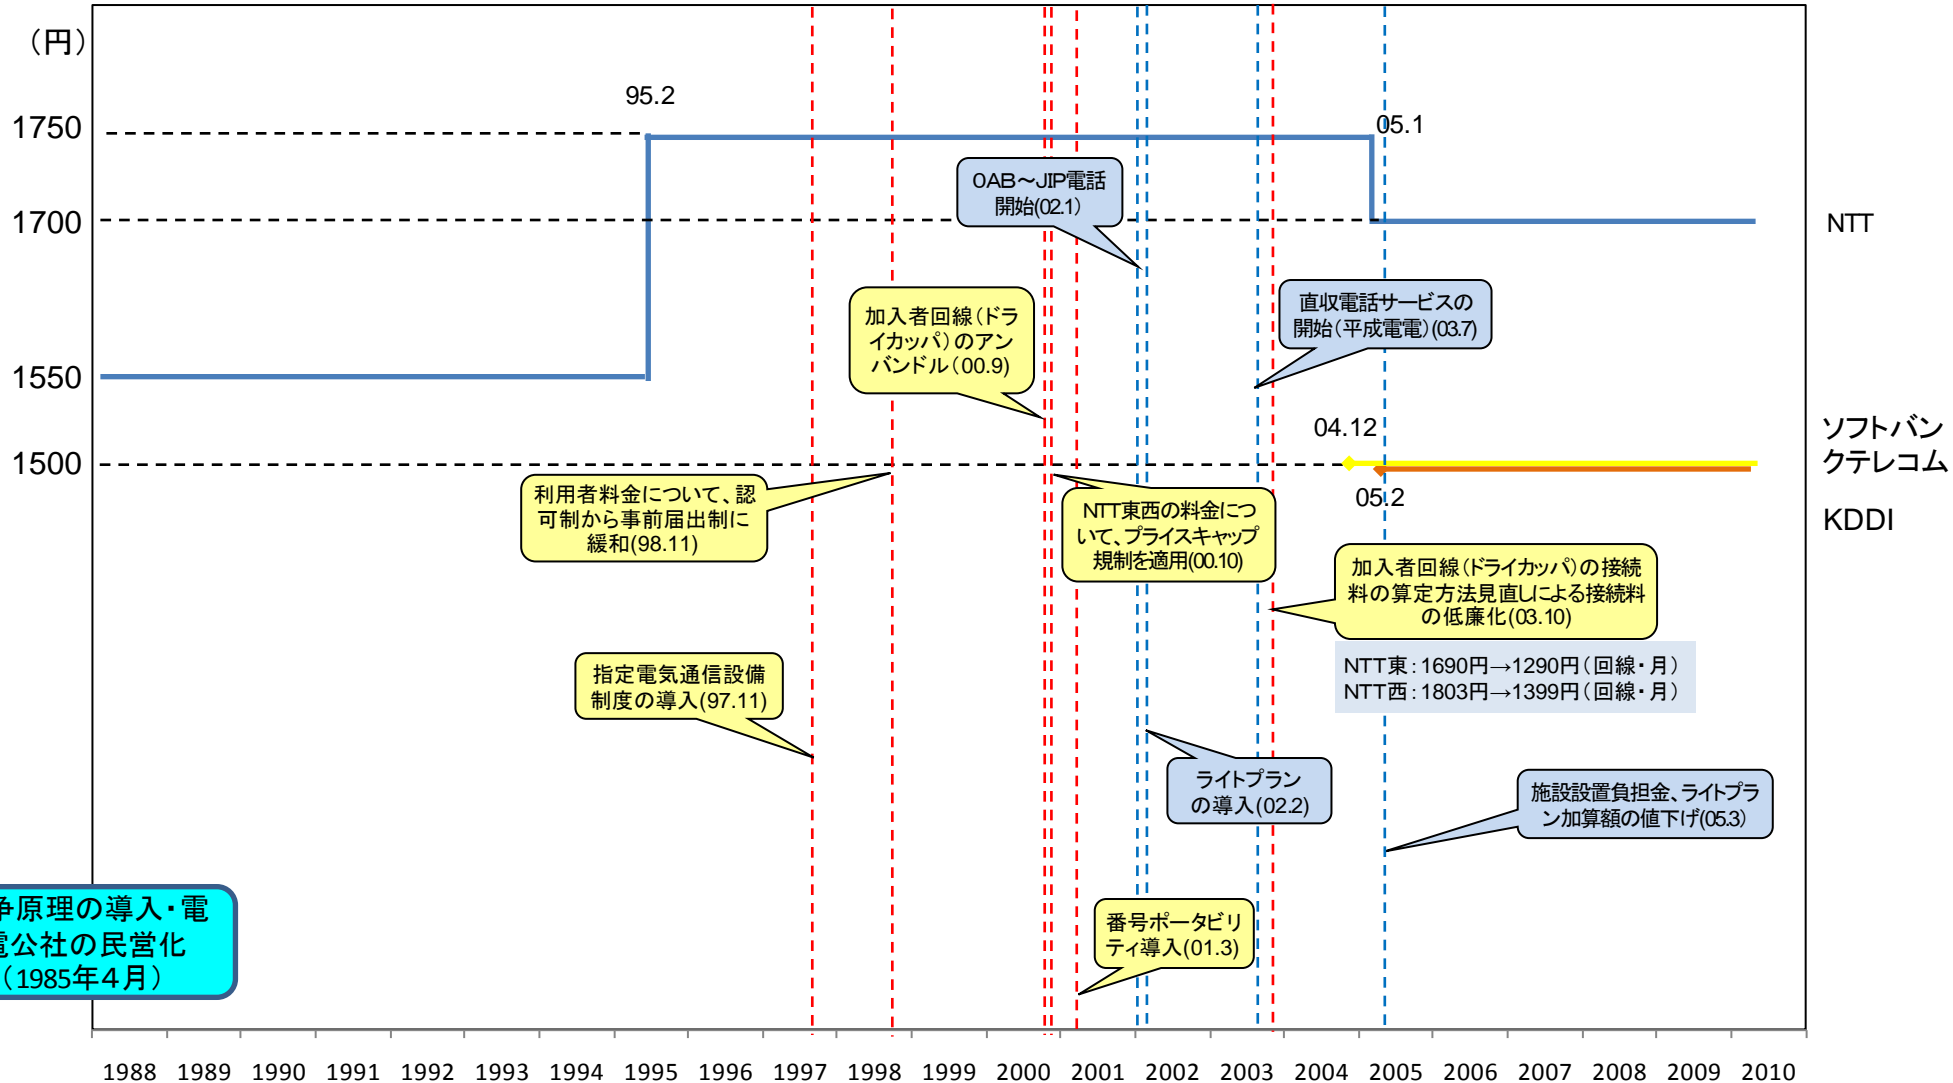 （円）
95.2
1750
05.1
0AB～JIP電話
開始(02.1)
1700
NTT
加入者回線（ドラ
イカッパ）のアン
バンドル（00.9)
直収電話サービスの
開始（平成電電）(03.7)
1550
04.12
ソフトバン
クテレコム
1500
利用者料金について、認
可制から事前届出制に
緩和(98.11)
05.2
NTT東西の料金につ
いて、プライスキャップ
規制を適用(00.10)
KDDI
加入者回線（ドライカッパ）の接続
料の算定方法見直しによる接続料
の低廉化(03.10)
NTT東：1690円→1290円（回線・月）
NTT西：1803円→1399円（回線・月）
指定電気通信設備
制度の導入(97.11)
ライトプラン
の導入(02.2)
施設設置負担金、ライトプラ
ン加算額の値下げ(05.3)
争原理の導入・電
電公社の民営化
（1985年４月）
番号ポータビリ
ティ導入(01.3)
1988 1989 1990 1991 1992 1993 1994 1995 1996 1997 1998 1999 2000 2001 2002 2003 2004 2005 2006 2007 2008 2009 2010